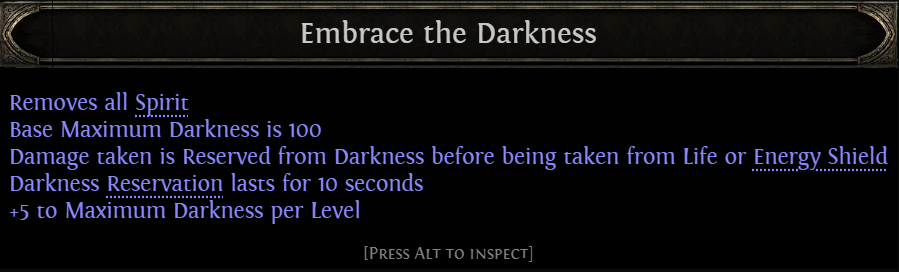 Embrace the Darkness
Removes all Spirit
Base Maximum Darkness is 100
Damage taken is Reserved from Darkness before being taken from Life or Energy Shield
Darkness Reservation lasts for 10 seconds
+5 to Maximum Darkness per Level
[Press Alt to inspect]